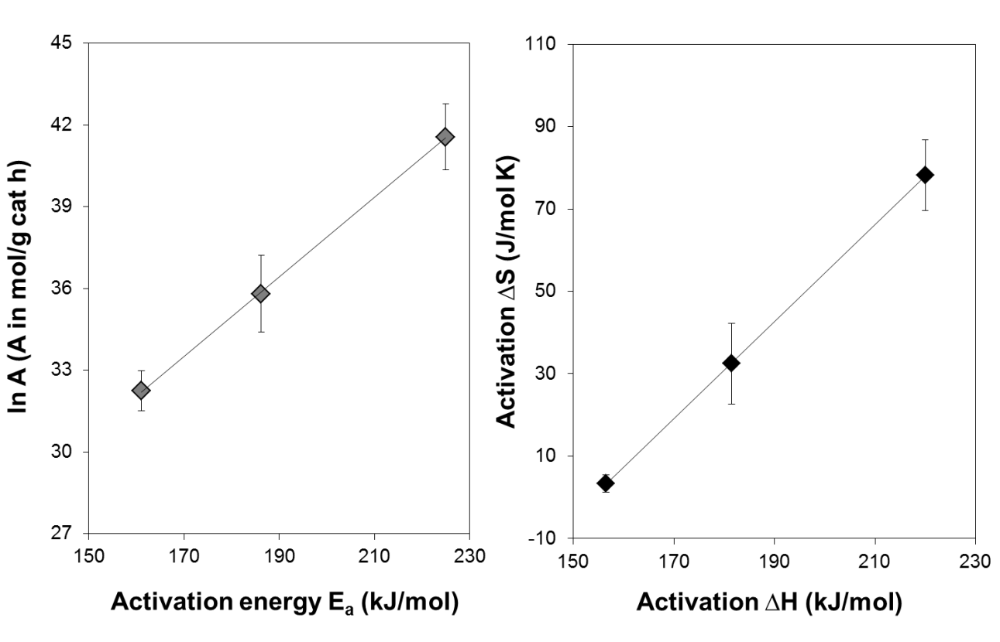 45
42
39
36
33
30
27
150 170 190 210 230
ln A (A in mol/g cat h)
Activation energy Eₐ (kJ/mol)
110
90
70
50
30
10
-10
150 170 190 210 230
Activation ΔS (J/mol K)
Activation ΔH (kJ/mol)